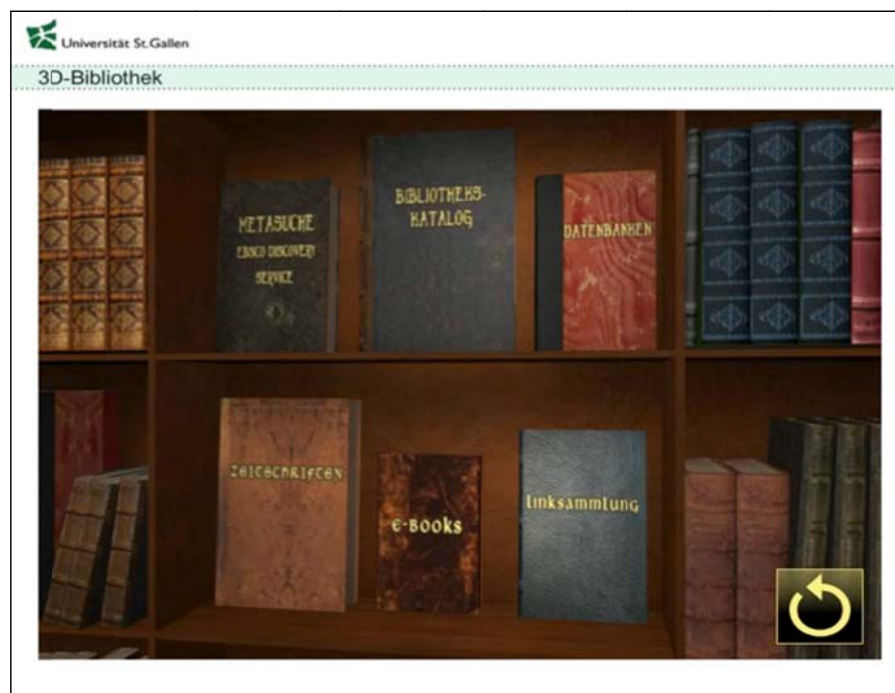 Universität St.Gallen
3D-Bibliothek
METASUCHE
EBSCO DISCOVERY
SERVICE
BIBLIOTHEKS-
KATALOG
DATENBANKEN
ZEITSCHRIFTEN
E-BOOKS
Linksammlung